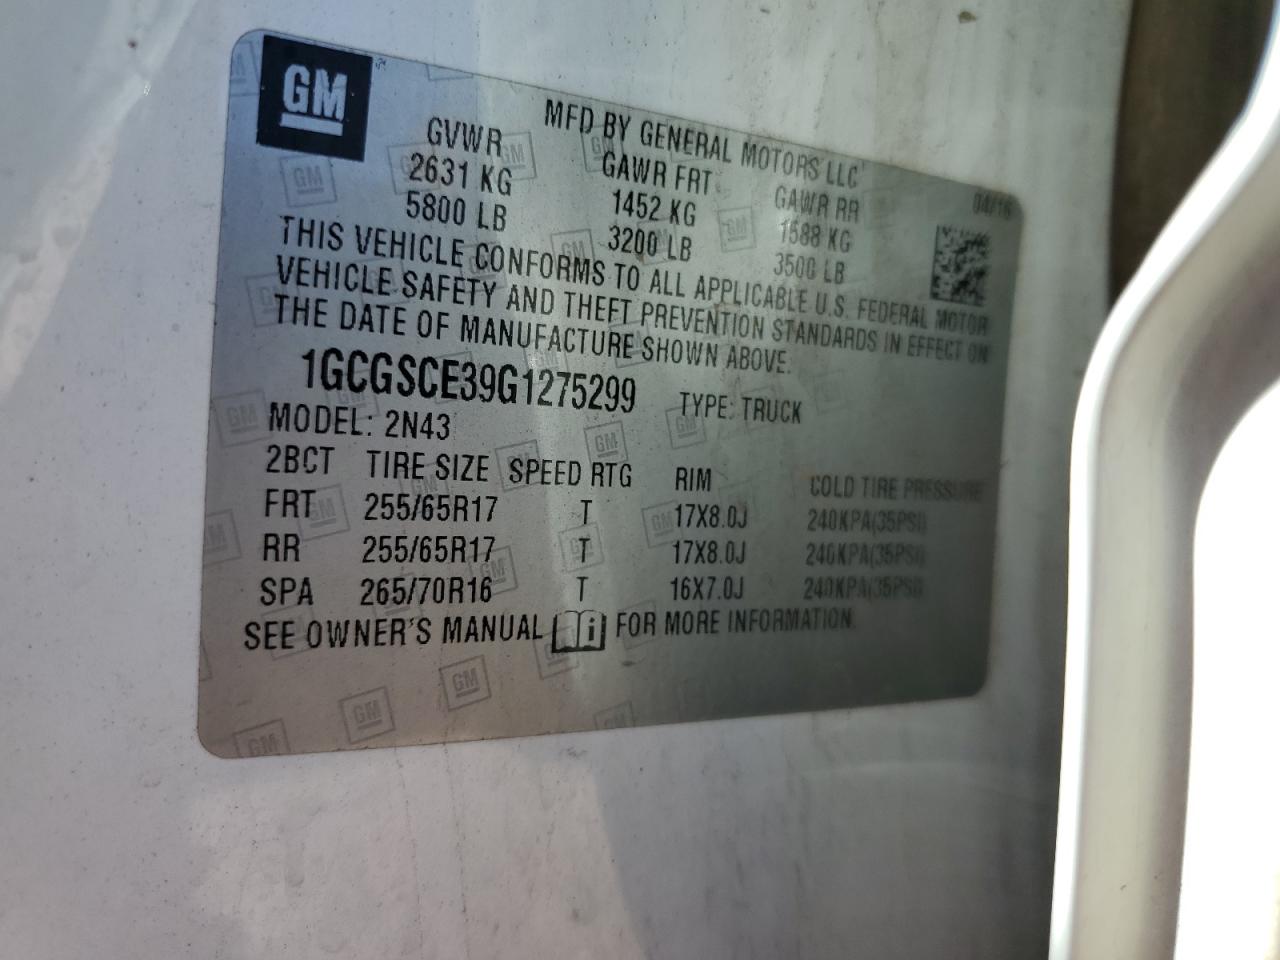 GM
MFD BY GENERAL MOTORS LLC
04/16
GVWR GAWR FRT GAWR RR
2631 KG 1452 KG 1588 KG
5800 LB 3200 LB 3500 LB
THIS VEHICLE CONFORMS TO ALL APPLICABLE U.S. FEDERAL MOTOR
VEHICLE SAFETY AND THEFT PREVENTION STANDARDS IN EFFECT ON
THE DATE OF MANUFACTURE SHOWN ABOVE.
1GCGSCE39G1275299 TYPE: TRUCK
MODEL: 2N43
2BCT TIRE SIZE SPEED RTG RIM COLD TIRE PRESSURE
FRT 255/65R17 T 17X8.0J 240KPA(35PSI)
RR 255/65R17 T 17X8.0J 240KPA(35PSI)
SPA 265/70R16 T 16X7.0J 240KPA(35PSI)
SEE OWNER'S MANUAL i FOR MORE INFORMATION.